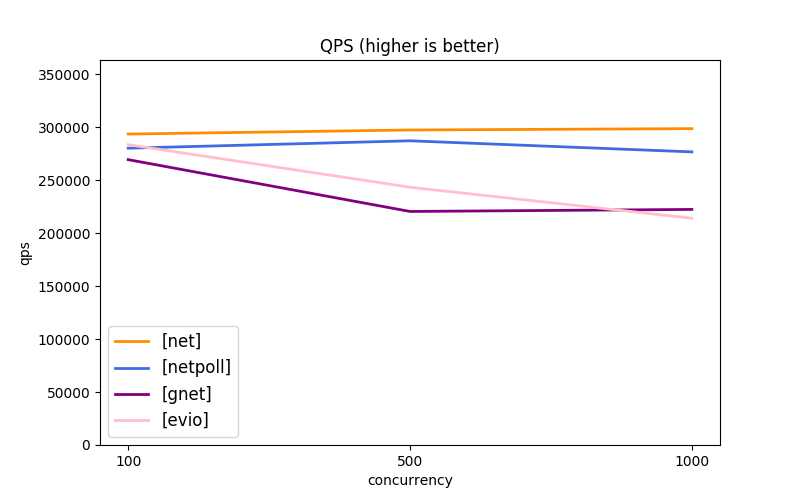 QPS (higher is better)
350000
300000
250000
200000
150000
100000
50000
0
qps
[net]
[netpoll]
[gnet]
[evio]
100
500
1000
concurrency